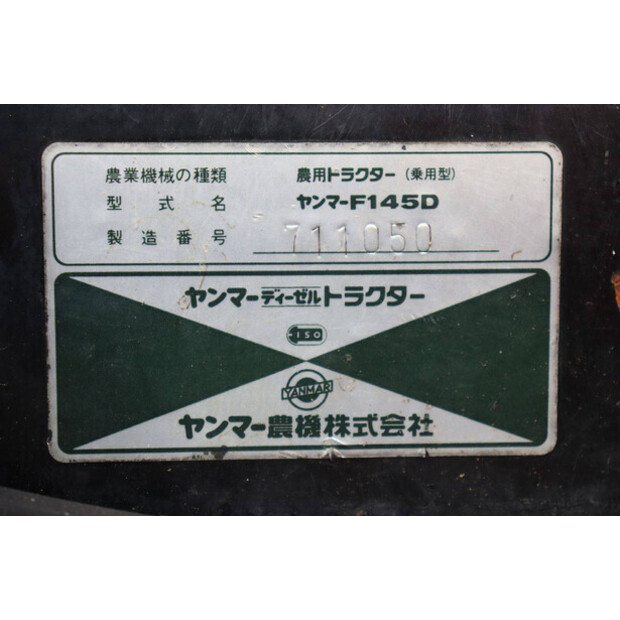 農業機械の種類 農用トラクター（乗用型）
型式名 ヤンマーF145D
製造番号 711050
ヤンマーディーゼルトラクター
ISO
YANMAR
ヤンマー農機株式会社